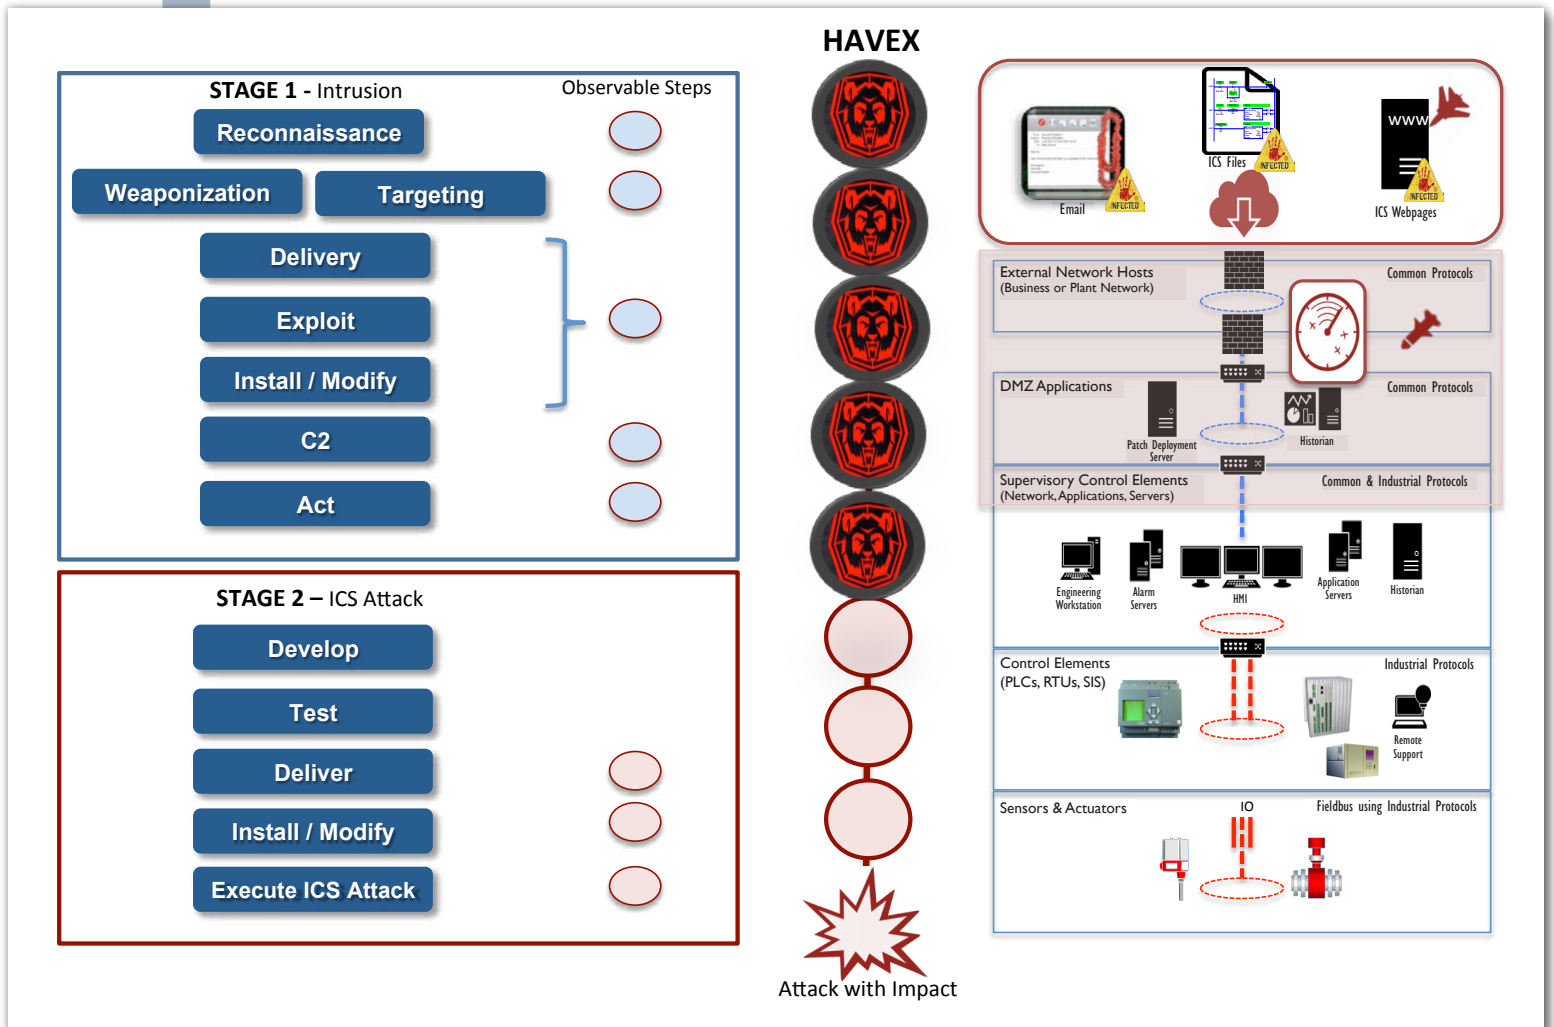 HAVEX
STAGE 1 - Intrusion
Observable Steps
Reconnaissance
Weaponization
Targeting
Delivery
Exploit
Install / Modify
C2
Act
STAGE 2 – ICS Attack
Develop
Test
Deliver
Install / Modify
Execute ICS Attack
Attack with Impact
Email
INFECTED
ICS Files
INFECTED
WWW
INFECTED
ICS Webpages
External Network Hosts
(Business or Plant Network)
Common Protocols
DMZ Applications
Common Protocols
Patch Deployment
Server
Historian
Supervisory Control Elements
(Network, Applications, Servers)
Common & Industrial Protocols
Engineering
Workstation
Alarm
Servers
HMI
Application
Servers
Historian
Control Elements
(PLCs, RTUs, SIS)
Industrial Protocols
Remote
Support
Sensors & Actuators
IO
Fieldbus using Industrial Protocols